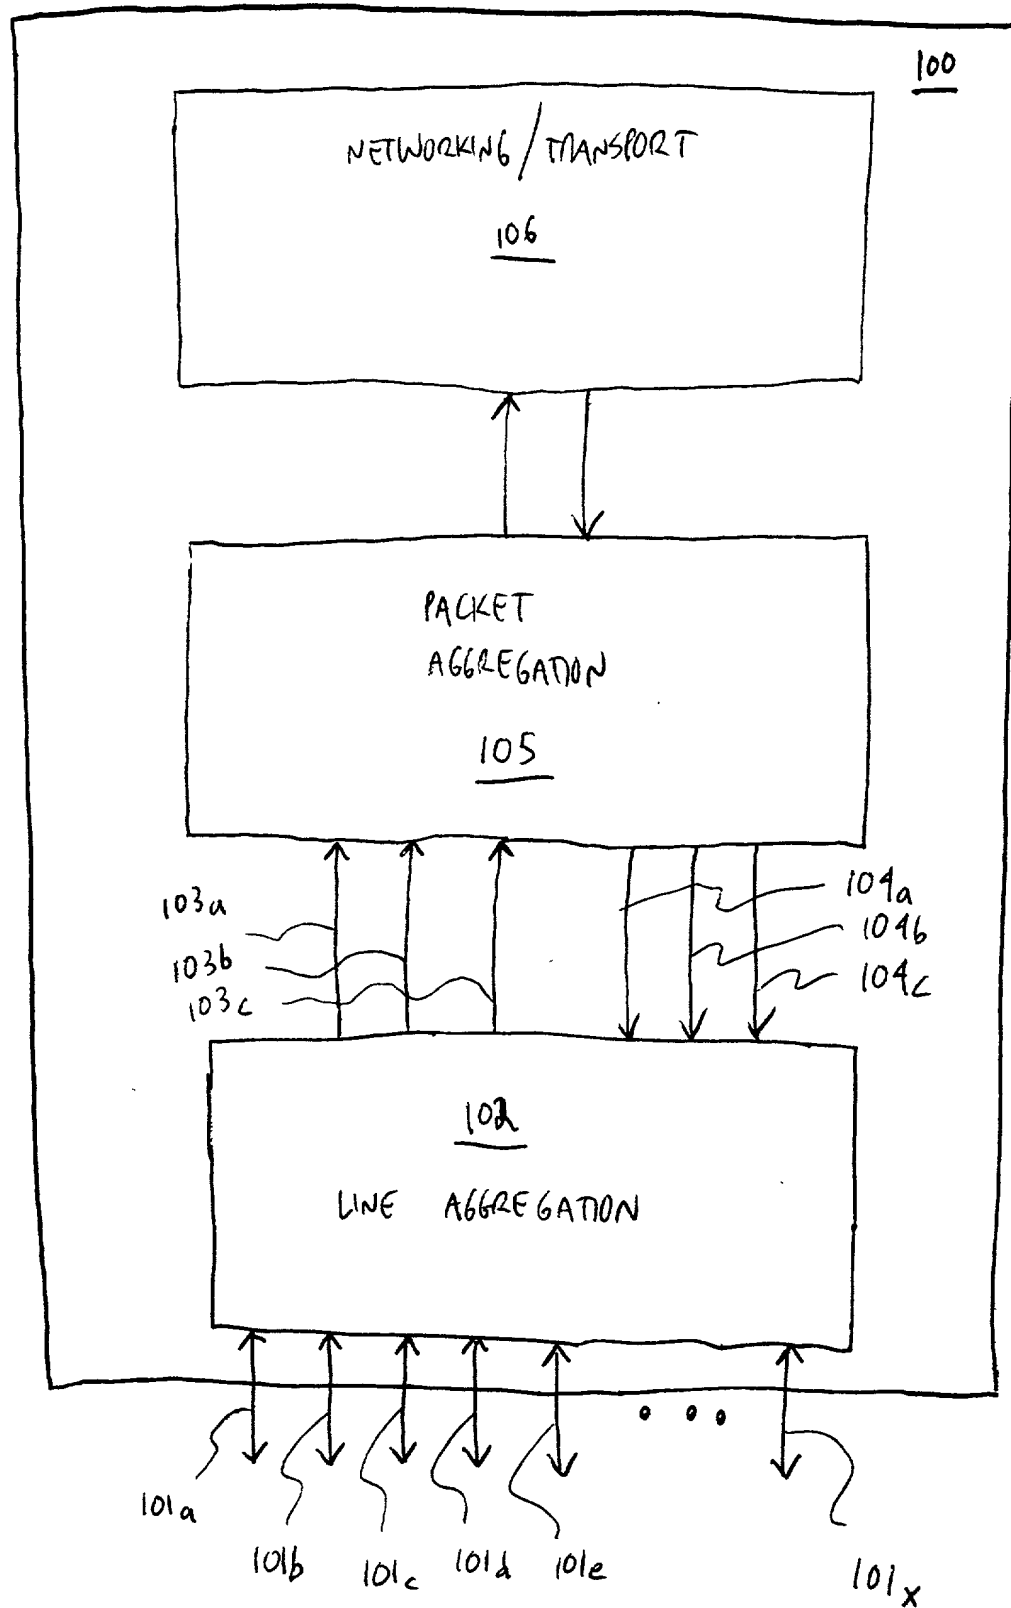 100
NETWORKING/TRANSPORT
106
PACKET
AGGREGATION
105
103a
103b
103c
104a
104b
104c
102
LINE AGGREGATION
101a
101b
101c
101d
101e
101x